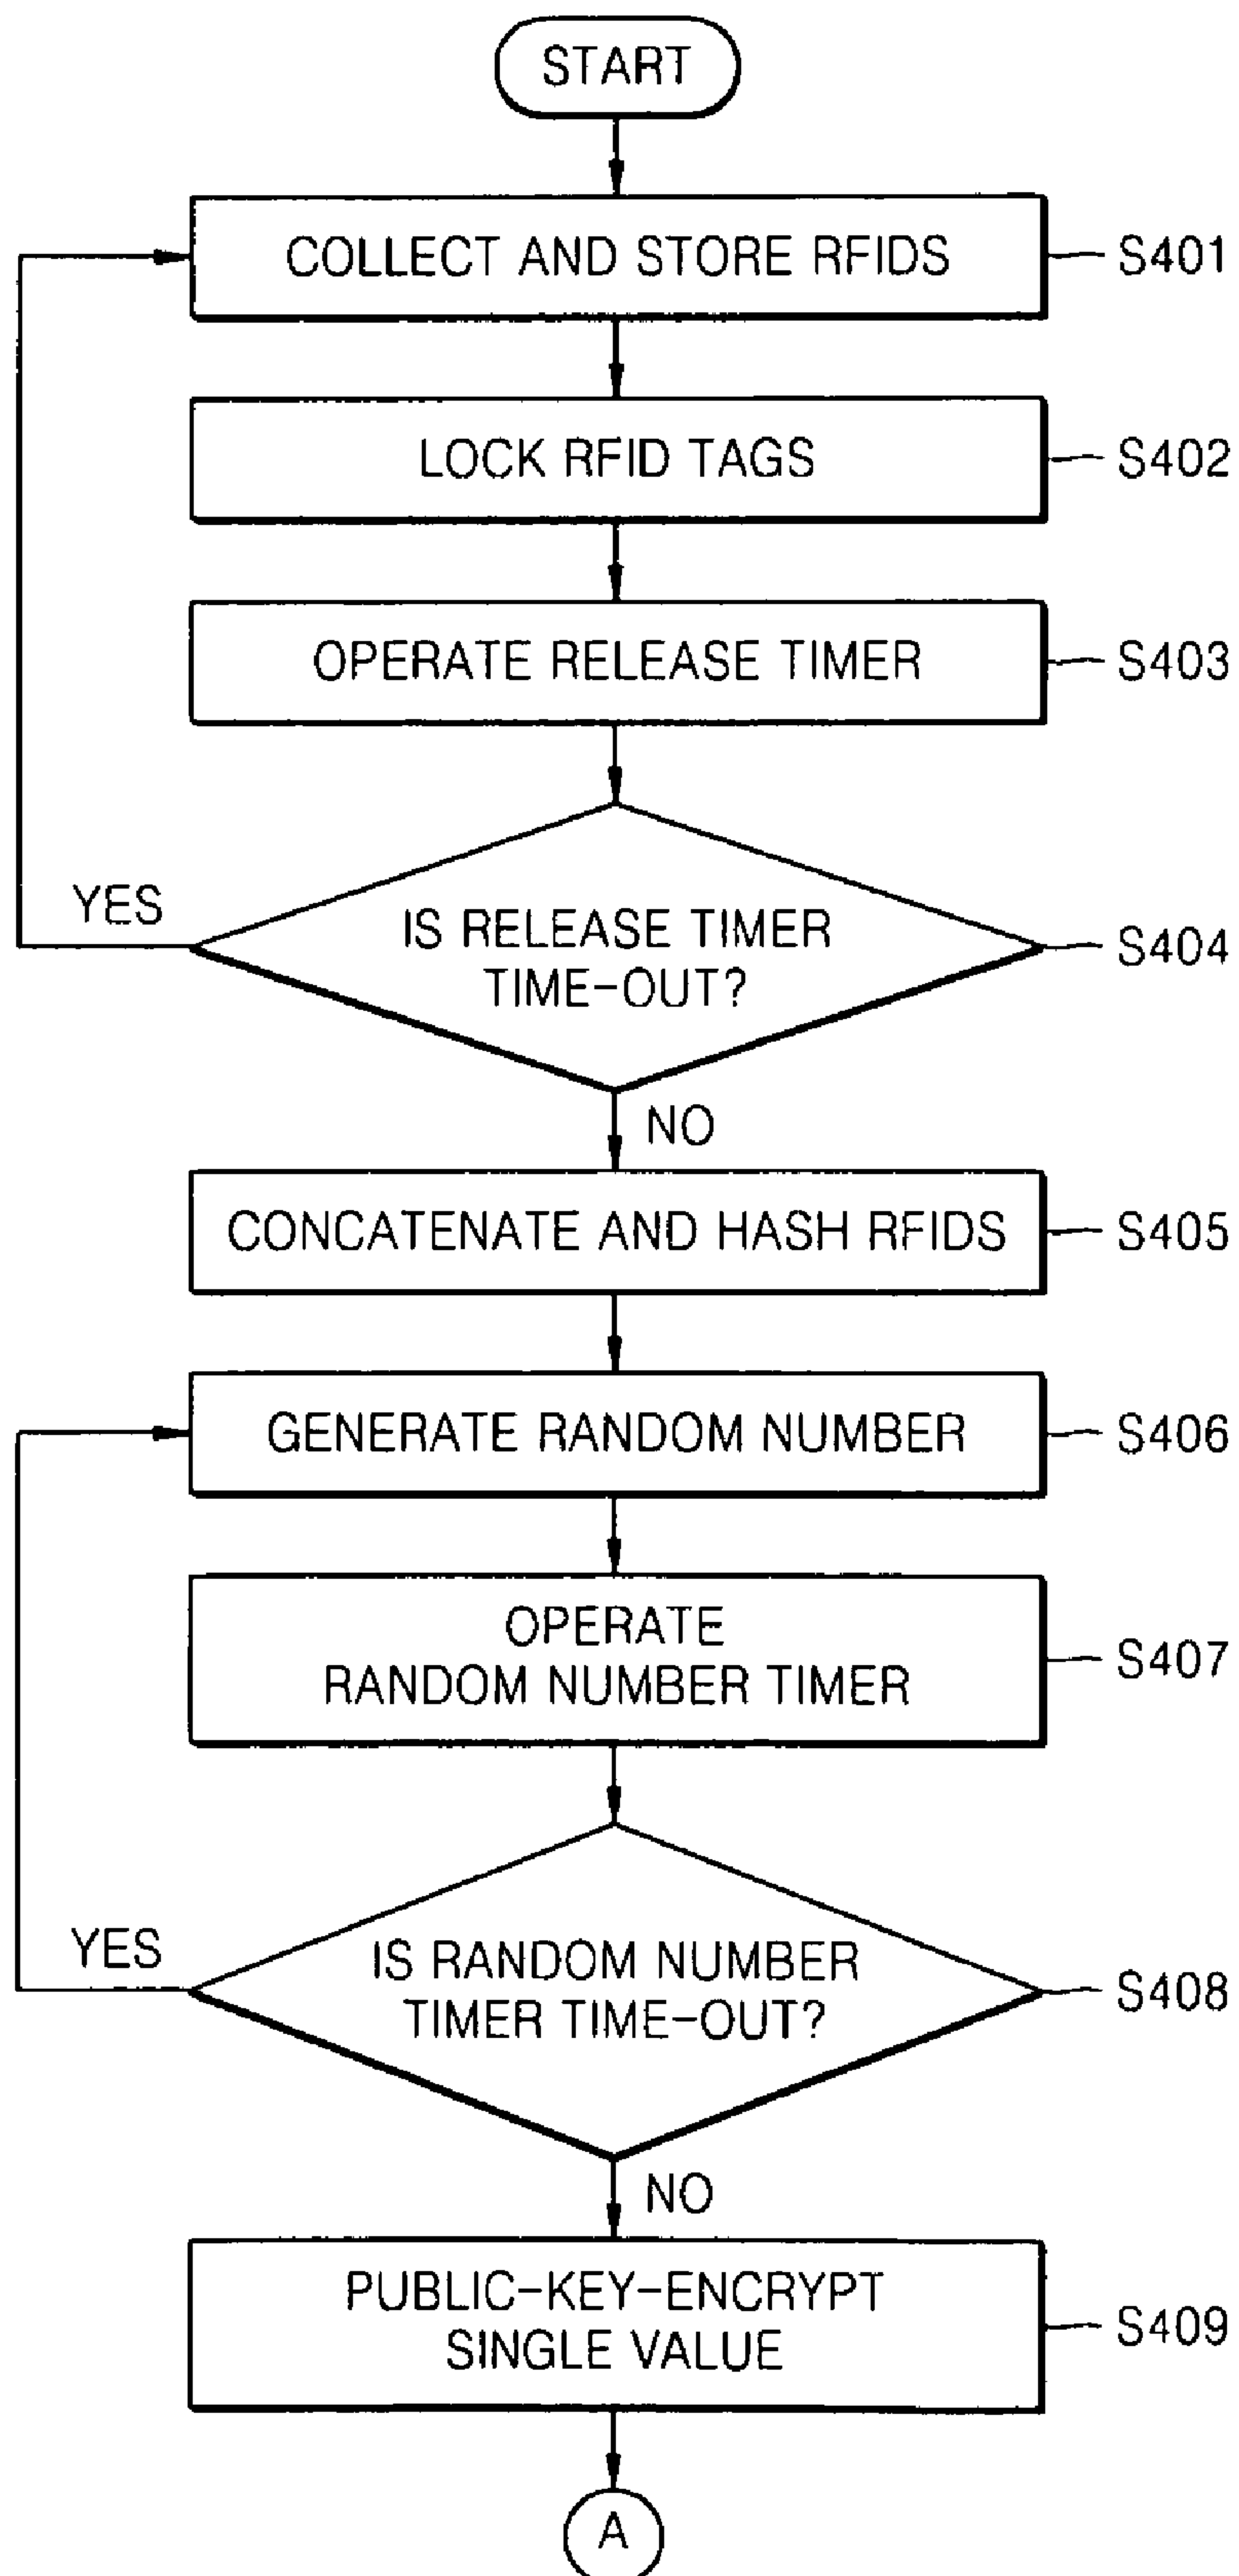 START
COLLECT AND STORE RFIDS
S401
LOCK RFID TAGS
S402
OPERATE RELEASE TIMER
S403
YES
IS RELEASE TIMER
TIME-OUT?
S404
NO
CONCATENATE AND HASH RFIDS
S405
GENERATE RANDOM NUMBER
S406
OPERATE
RANDOM NUMBER TIMER
S407
YES
IS RANDOM NUMBER
TIMER TIME-OUT?
S408
NO
PUBLIC-KEY-ENCRYPT
SINGLE VALUE
S409
A